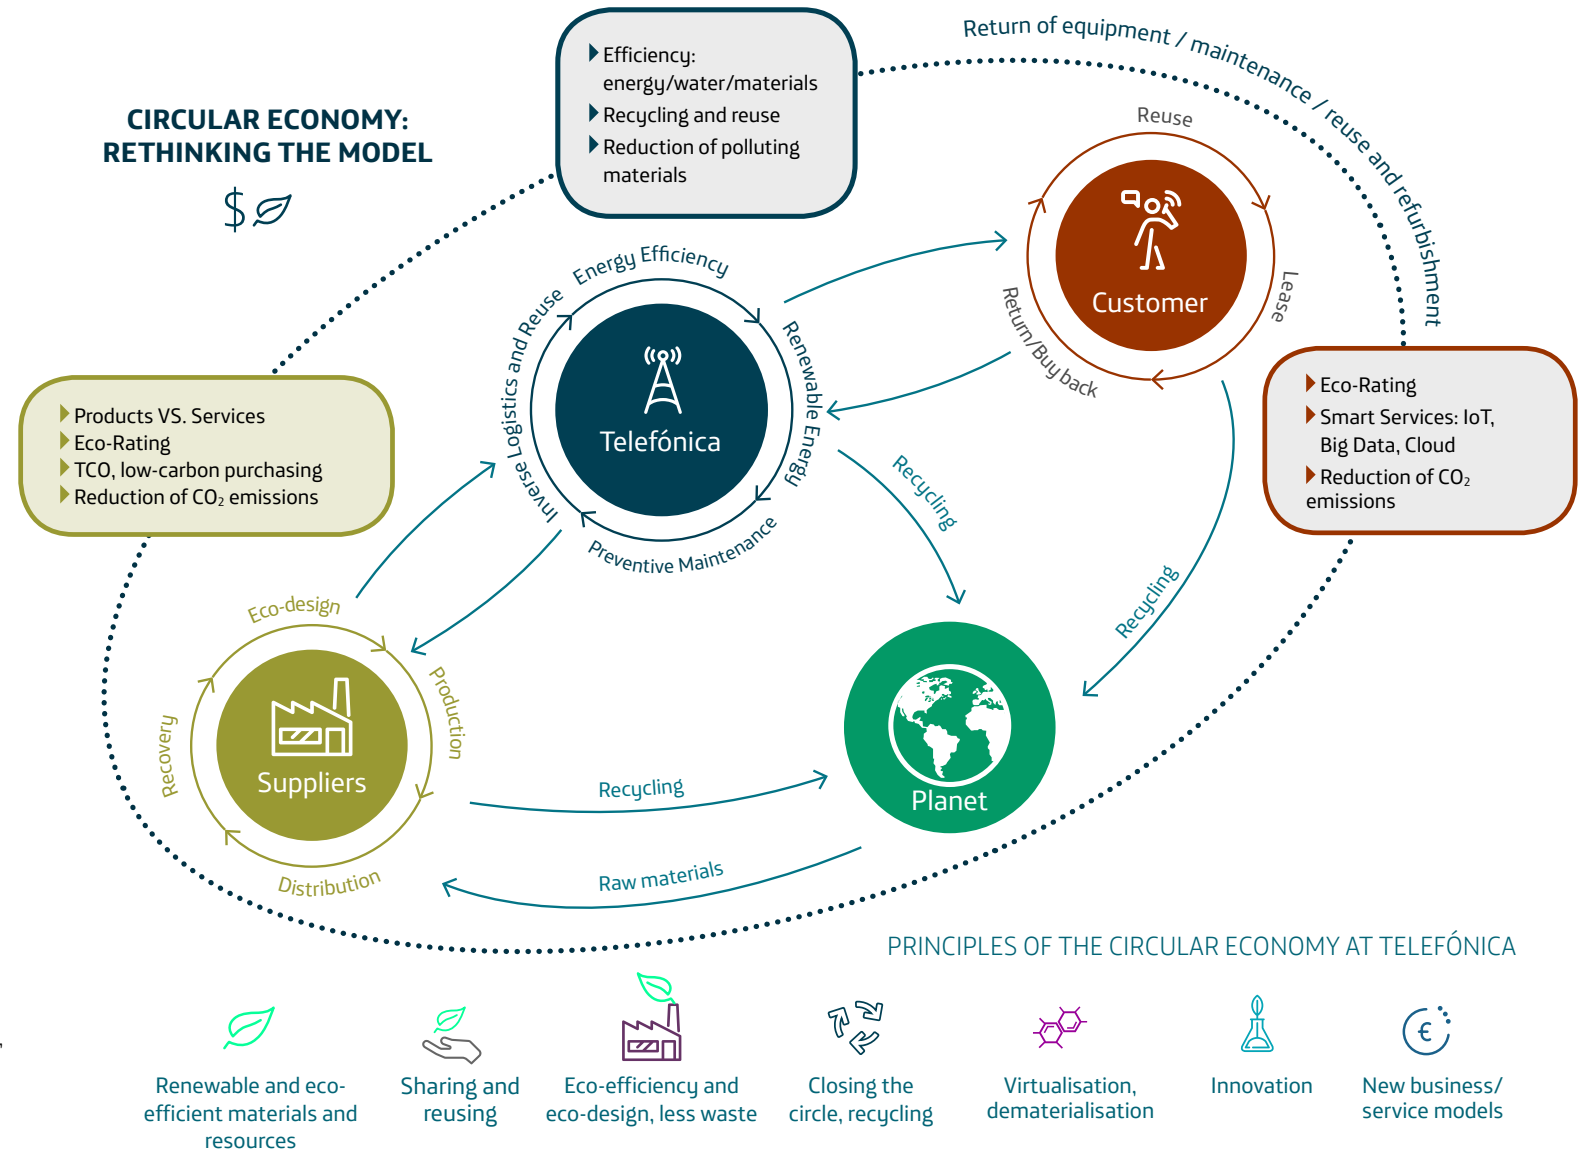 CIRCULAR ECONOMY:
RETHINKING THE MODEL
Efficiency:
energy/water/materials
Recycling and reuse
Reduction of polluting
materials
Return of equipment / maintenance / reuse and refurbishment
Reuse
Lease
Return/Buy back
Customer
Energy Efficiency
Renewable Energy
Preventive Maintenance
Inverse Logistics and Reuse
Telefónica
Products VS. Services
Eco-Rating
TCO, low-carbon purchasing
Reduction of CO₂ emissions
Eco-Rating
Smart Services: IoT,
Big Data, Cloud
Reduction of CO₂
emissions
Recycling
Recycling
Eco-design
Production
Distribution
Recovery
Suppliers
Recycling
Raw materials
Planet
PRINCIPLES OF THE CIRCULAR ECONOMY AT TELEFÓNICA
Renewable and eco-
efficient materials and
resources
Sharing and
reusing
Eco-efficiency and
eco-design, less waste
Closing the
circle, recycling
Virtualisation,
dematerialisation
Innovation
New business/
service models